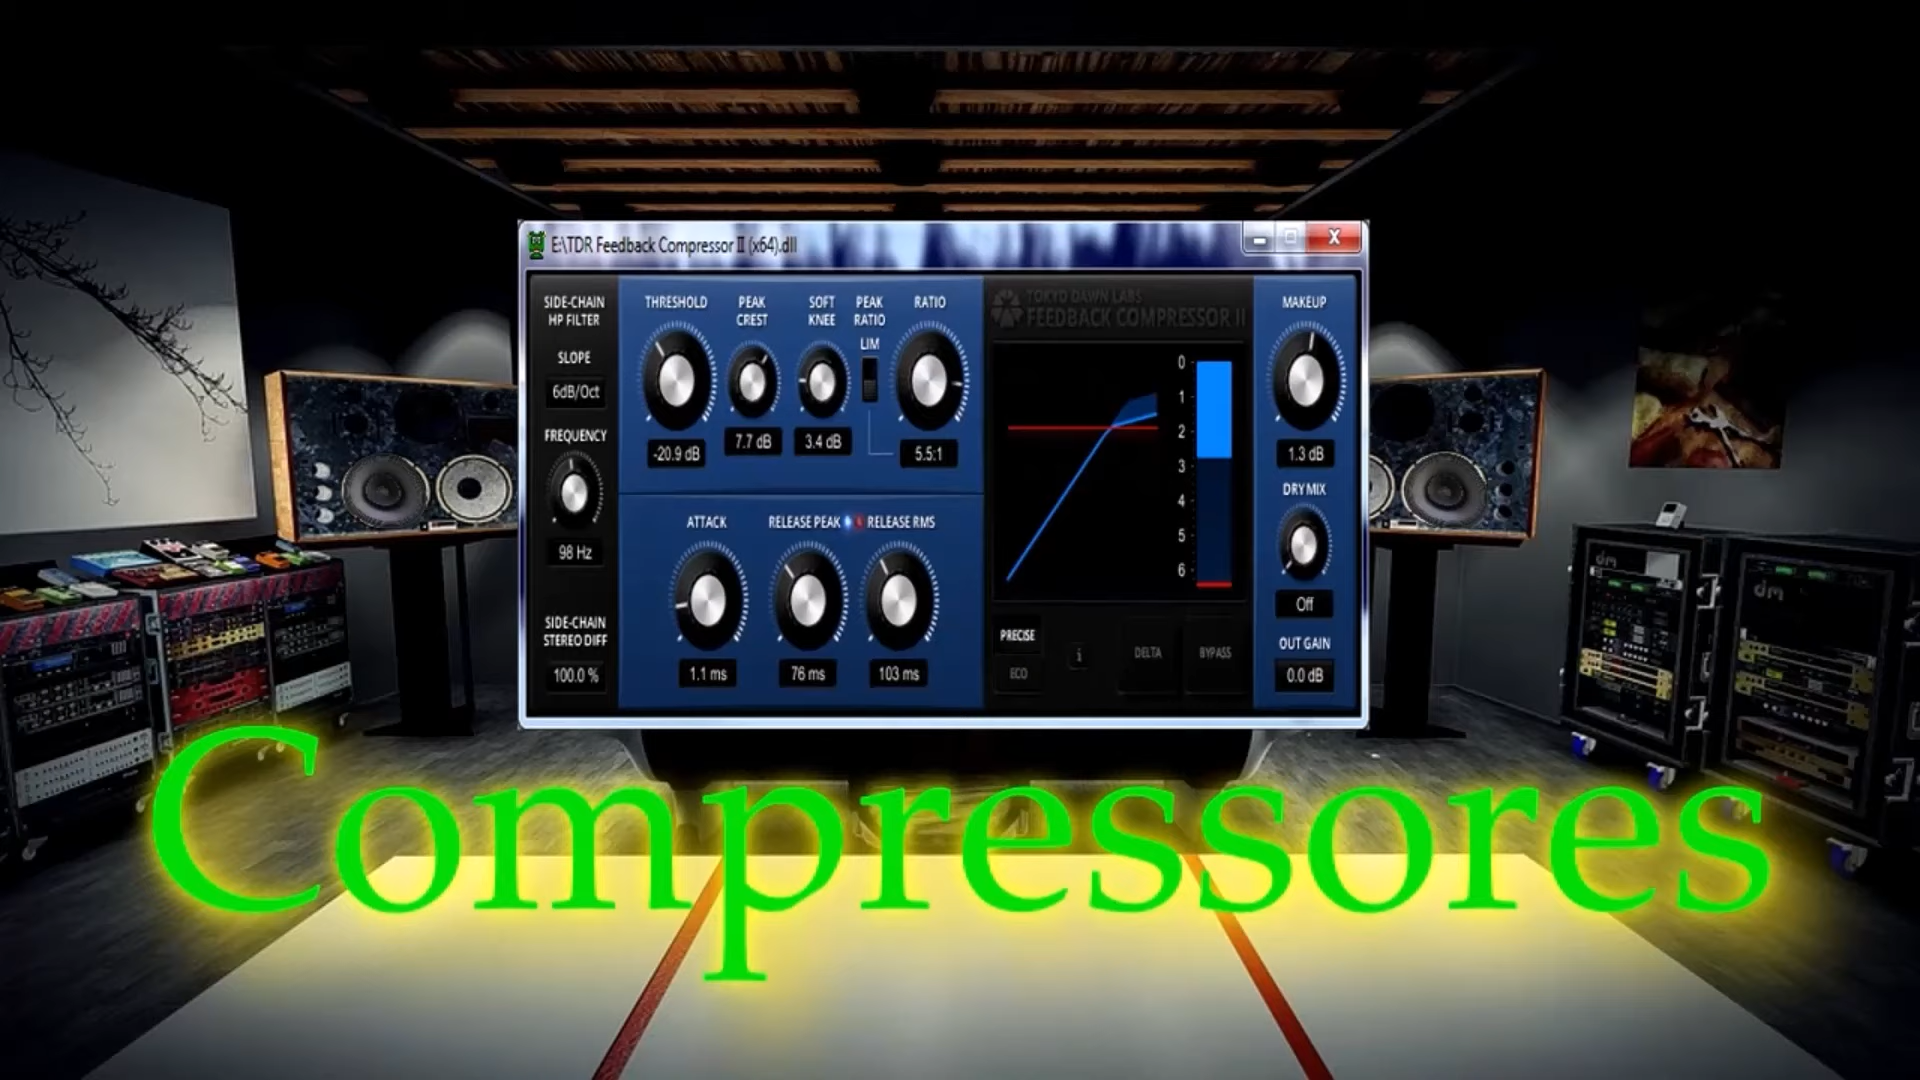 E:\TDR Feedback Compressor II (x64).dll
SIDE-CHAIN
HP FILTER
SLOPE
6dB/Oct
FREQUENCY
98 Hz
SIDE-CHAIN
STEREO DIFF
100.0 %
THRESHOLD
-20.9 dB
PEAK
CREST
7.7 dB
SOFT
KNEE
3.4 dB
PEAK
RATIO
LIM
RATIO
5.5:1
ATTACK
1.1 ms
RELEASE PEAK
76 ms
RELEASE RMS
103 ms
TOKYO DAWN LABS
FEEDBACK COMPRESSOR II
0
1
2
3
4
5
6
PRECISE
ECO
i
DELTA
BYPASS
MAKEUP
1.3 dB
DRY MIX
Off
OUT GAIN
0.0 dB
dm
dm
Compressores